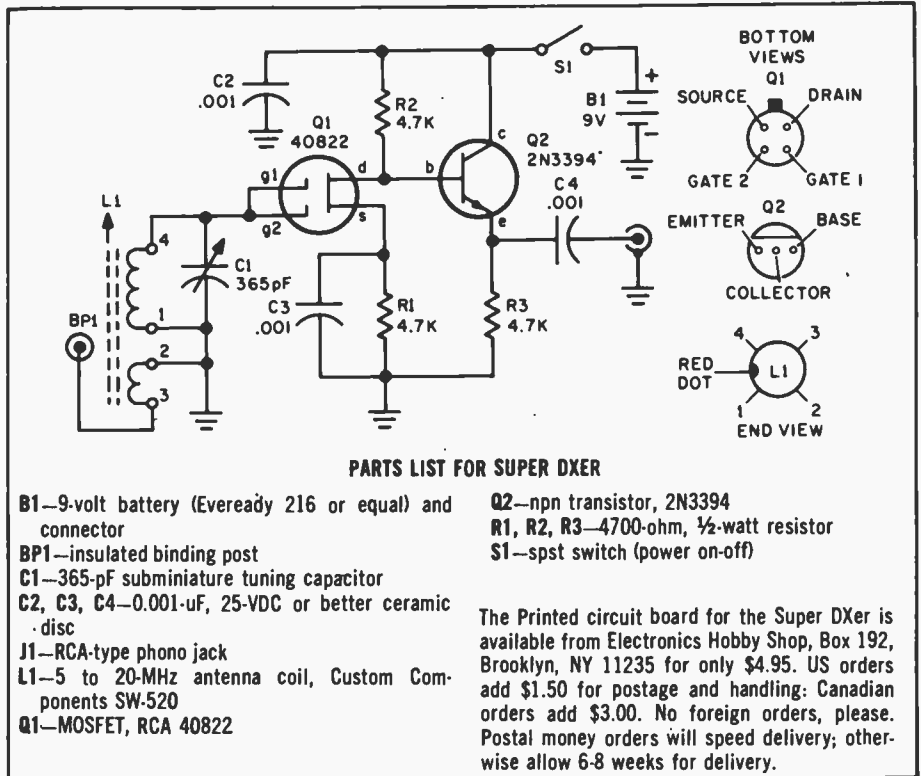 C2
.001
R2
4.7K
S1
B1
9V
+
−
Q1
40822
g1
g2
d
s
b
c
e
Q2
2N3394
C4
.001
L1
4
1
2
3
C1
365pF
BP1
C3
.001
R1
4.7K
R3
4.7K
BOTTOM
VIEWS
Q1
SOURCE
DRAIN
GATE 2
GATE 1
Q2
EMITTER
BASE
COLLECTOR
4
3
RED
DOT
L1
1
2
END VIEW
PARTS LIST FOR SUPER DXER
B1—9-volt battery (Eveready 216 or equal) and
connector
BP1—insulated binding post
C1—365-pF subminiature tuning capacitor
C2, C3, C4—0.001-uF, 25-VDC or better ceramic
disc
J1—RCA-type phono jack
L1—5 to 20-MHz antenna coil, Custom Com-
ponents SW-520
Q1—MOSFET, RCA 40822
Q2—npn transistor, 2N3394
R1, R2, R3—4700-ohm, ½-watt resistor
S1—spst switch (power on-off)
The Printed circuit board for the Super DXer is
available from Electronics Hobby Shop, Box 192,
Brooklyn, NY 11235 for only $4.95. US orders
add $1.50 for postage and handling: Canadian
orders add $3.00. No foreign orders, please.
Postal money orders will speed delivery; other-
wise allow 6-8 weeks for delivery.